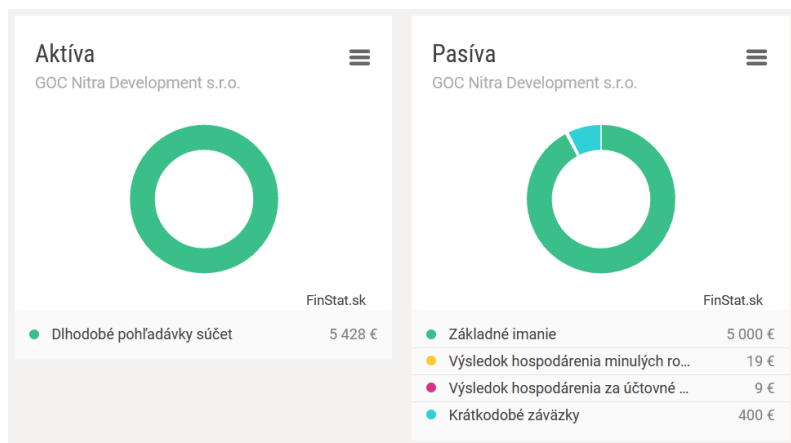 Aktíva
GOC Nitra Development s.r.o.
FinStat.sk
Dlhodobé pohľadávky súčet 5 428 €
Pasíva
GOC Nitra Development s.r.o.
FinStat.sk
Základné imanie 5 000 €
Výsledok hospodárenia minulých ro... 19 €
Výsledok hospodárenia za účtovné ... 9 €
Krátkodobé záväzky 400 €